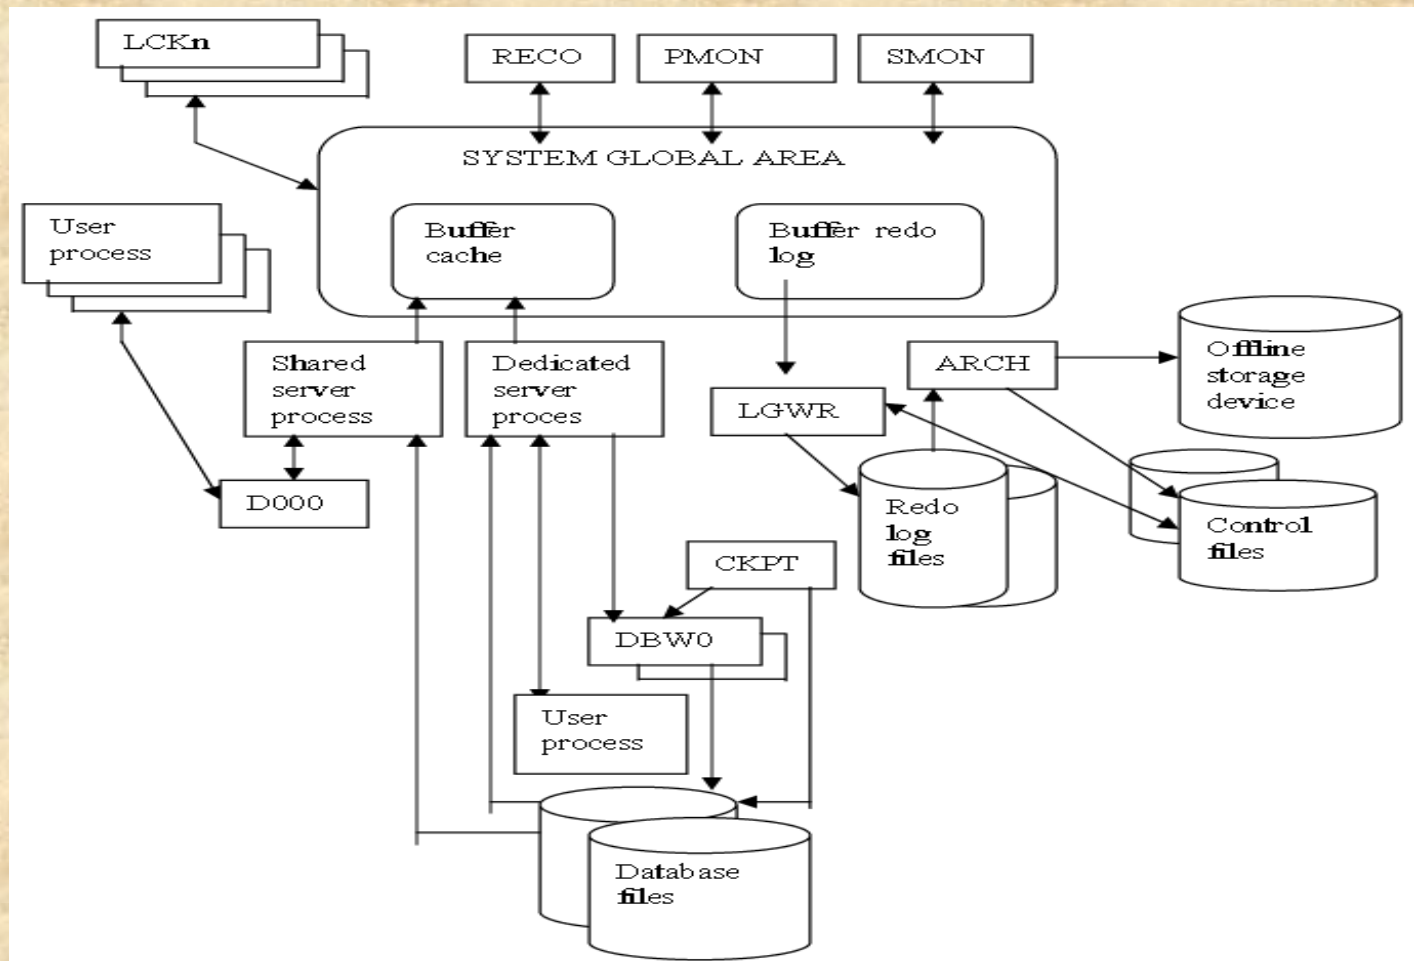 LCKn
RECO
PMON
SMON
SYSTEM GLOBAL AREA
User
process
Buffer
cache
Buffer redo
log
Shared
server
process
Dedicated
server
proces
ARCH
Offline
storage
device
LGWR
D000
Redo
log
files
Control
files
CKPT
DBW0
User
process
Database
files